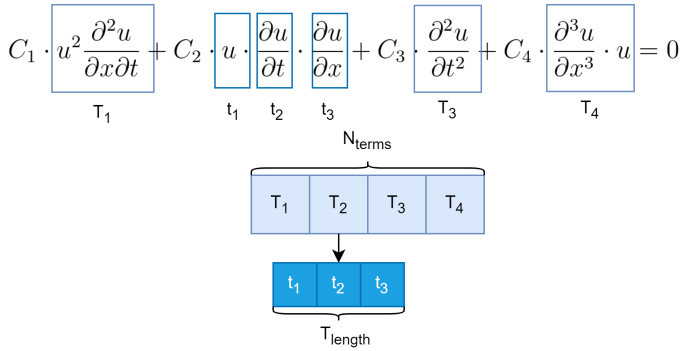 C₁ · u² ∂²u/∂x∂t + C₂ · u · ∂u/∂t · ∂u/∂x + C₃ · ∂²u/∂t² + C₄ · ∂³u/∂x³ · u = 0
T₁ t₁ t₂ t₃ T₃ T₄
N_terms
T₁ T₂ T₃ T₄
t₁ t₂ t₃
T_length